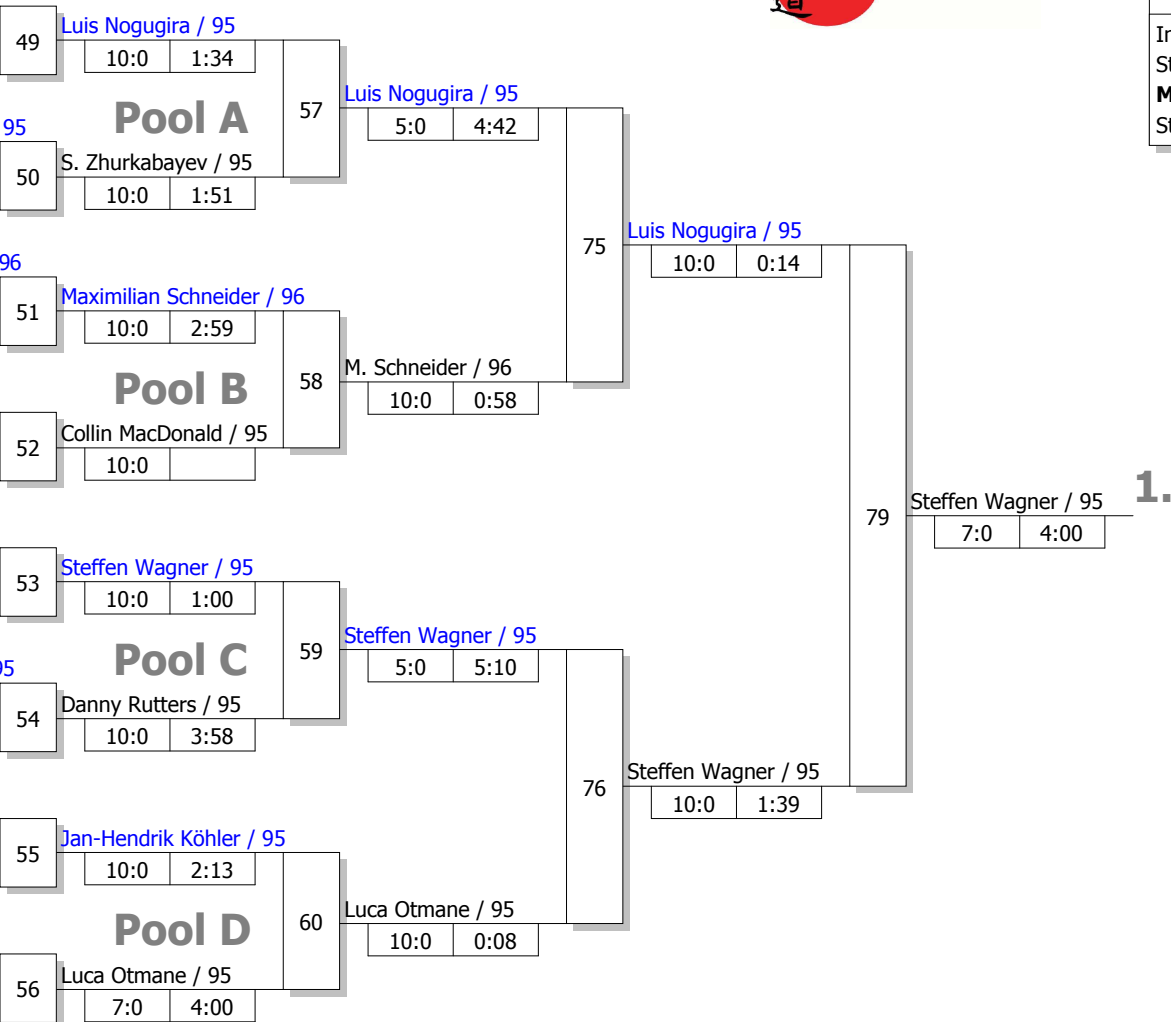 49
Luis Nogugira / 95
10:0 1:34
Pool A
57
Luis Nogugira / 95
5:0 4:42
95
50
S. Zhurkabayev / 95
10:0 1:51
75
Luis Nogugira / 95
10:0 0:14
96
51
Maximilian Schneider / 96
10:0 2:59
Pool B
58
M. Schneider / 96
10:0 0:58
52
Collin MacDonald / 95
10:0
79
Steffen Wagner / 95
7:0 4:00
1.
53
Steffen Wagner / 95
10:0 1:00
Pool C
59
Steffen Wagner / 95
5:0 5:10
95
54
Danny Rutters / 95
10:0 3:58
76
Steffen Wagner / 95
10:0 1:39
55
Jan-Hendrik Köhler / 95
10:0 2:13
Pool D
60
Luca Otmane / 95
10:0 0:08
56
Luca Otmane / 95
7:0 4:00